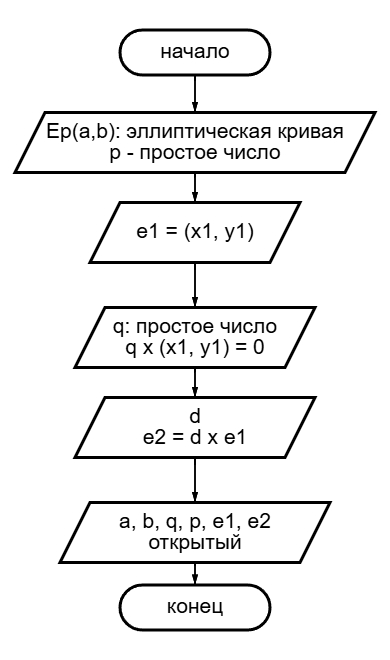 начало
Ep(a,b): эллиптическая кривая
p - простое число
e1 = (x1, y1)
q: простое число
q x (x1, y1) = 0
d
e2 = d x e1
a, b, q, p, e1, e2
открытый
конец